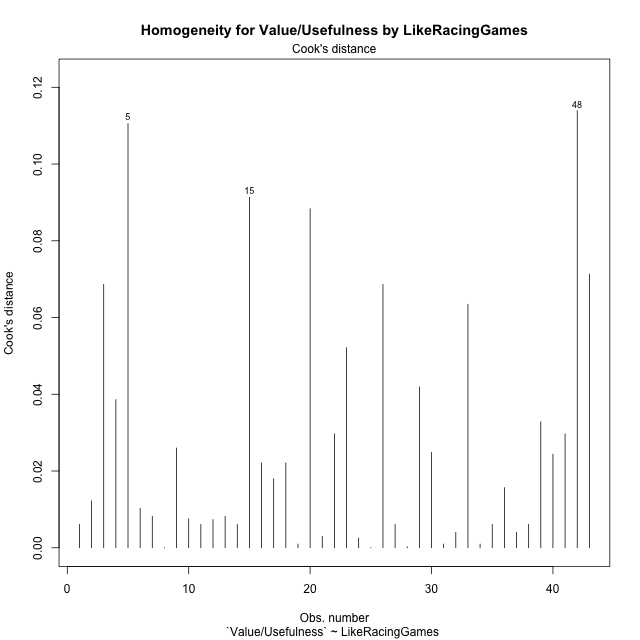 Homogeneity for Value/Usefulness by LikeRacingGames
Cook's distance
Cook's distance
0.12
0.10
0.08
0.06
0.04
0.02
0.00
5
15
48
0 10 20 30 40
Obs. number
`Value/Usefulness` ~ LikeRacingGames